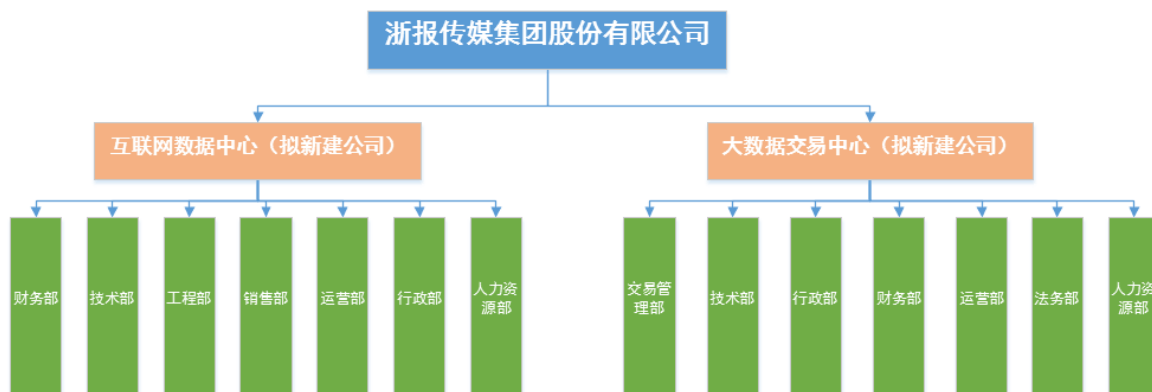 浙报传媒集团股份有限公司
互联网数据中心（拟新建公司）
大数据交易中心（拟新建公司）
财务部
技术部
工程部
销售部
运营部
行政部
人力资
源部
交易管
理部
技术部
行政部
财务部
运营部
法务部
人力资
源部